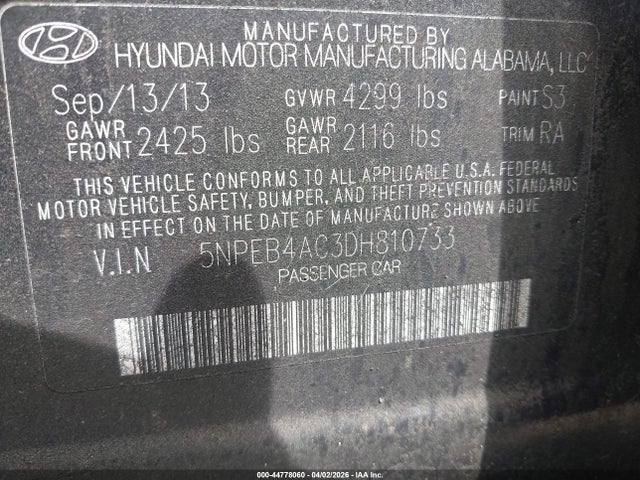 MANUFACTURED BY
HYUNDAI MOTOR MANUFACTURING ALABAMA, LLC
Sep/13/13 GVWR 4299 lbs PAINT S3
GAWR FRONT 2425 lbs GAWR REAR 2116 lbs TRIM RA
THIS VEHICLE CONFORMS TO ALL APPLICABLE U.S.A. FEDERAL
MOTOR VEHICLE SAFETY, BUMPER, AND THEFT PREVENTION STANDARDS
IN EFFECT ON THE DATE OF MANUFACTURE SHOWN ABOVE
V.I.N 5NPEB4AC3DH810733
PASSENGER CAR
000-44778060 04/02/2026 IAA Inc.